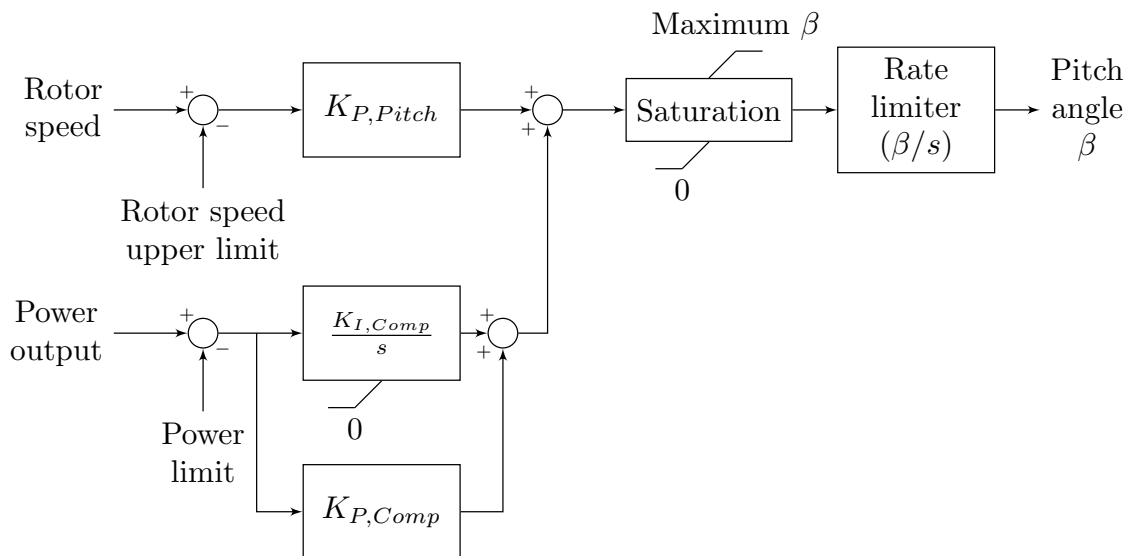 Maximum β
Rotor
speed
+
−
K_{P,Pitch}
+
+
Saturation
0
Rate
limiter
(β/s)
Pitch
angle
β
Rotor speed
upper limit
Power
output
+
−
K_{I,Comp}
s
0
+
+
Power
limit
K_{P,Comp}